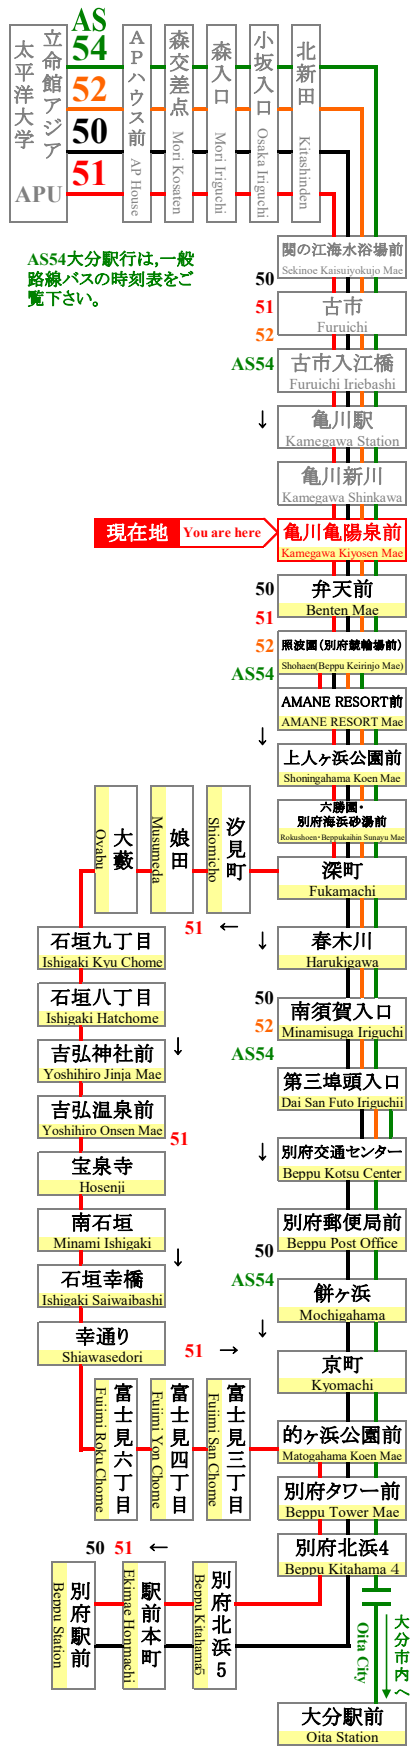 立命館アジア
太平洋大学
APU
AS
54
52
50
51
APハウス前
AP House
森交差点
Mori Kosaten
森入口
Mori Iriguchi
小坂入口
Osaka Iriguchi
北新田
Kitashinden
AS54大分駅行は,一般
路線バスの時刻表をご
覧下さい。
関の江海水浴場前
Sekinoe Kaisuiyokujo Mae
50
51
52
AS54
↓
古市
Furuichi
古市入江橋
Furuichi Iriebashi
亀川駅
Kamegawa Station
亀川新川
Kamegawa Shinkawa
現在地
You are here
亀川亀陽泉前
Kamegawa Kiyosen Mae
50
51
52
AS54
↓
弁天前
Benten Mae
照波園(別府競輪場前)
Shohaen(Beppu Keirinjo Mae)
AMANE RESORT前
AMANE RESORT Mae
上人ヶ浜公園前
Shoningahama Koen Mae
六勝園・
別府海浜砂湯前
Rokushoen・Beppukaihin Sunayu Mae
深町
Fukamachi
汐見町
Shiomicho
娘田
Musumeda
大藪
Oyabu
51 ←
石垣九丁目
Ishigaki Kyu Chome
石垣八丁目
Ishigaki Hatchome
吉弘神社前
Yoshihiro Jinja Mae
↓
吉弘温泉前
Yoshihiro Onsen Mae
51
宝泉寺
Hosenji
南石垣
Minami Ishigaki
↓
石垣幸橋
Ishigaki Saiwaibashi
幸通り
Shiawasedori
51 →
富士見六丁目
Fujimi Roku Chome
富士見四丁目
Fujimi Yon Chome
富士見三丁目
Fujimi San Chome
↓
春木川
Harukigawa
50
52
AS54
南須賀入口
Minamisuga Iriguchi
第三埠頭入口
Dai San Futo Iriguchii
↓
別府交通センター
Beppu Kotsu Center
別府郵便局前
Beppu Post Office
50
AS54
↓
餅ヶ浜
Mochigahama
京町
Kyomachi
的ヶ浜公園前
Matogahama Koen Mae
別府タワー前
Beppu Tower Mae
別府北浜4
Beppu Kitahama 4
50 51 ←
別府北浜5
Beppu Kitahama5
駅前本町
Ekimae Honmachi
別府駅前
Beppu Station
大分市内へ
Oita City
大分駅前
Oita Station